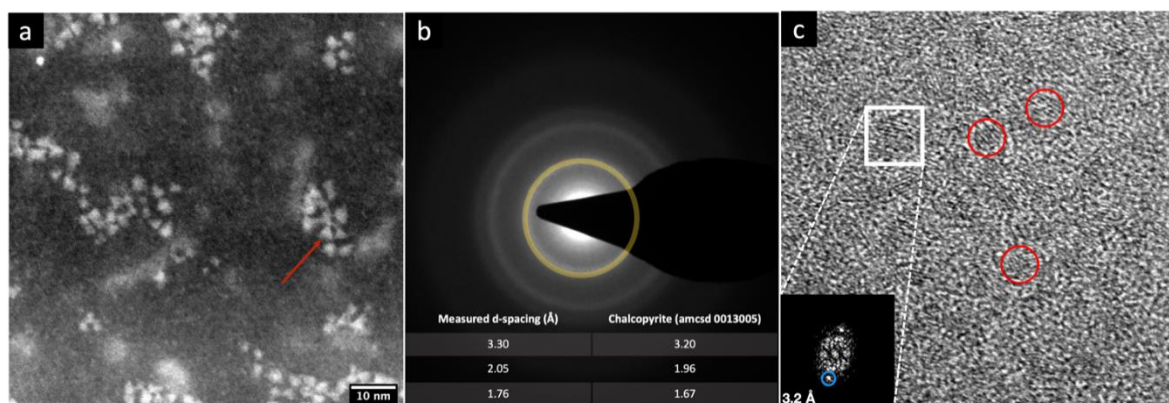 a
10 nm
b
Measured d-spacing (Å) Chalcopyrite (amcsd 0013005)
3.30 3.20
2.05 1.96
1.76 1.67
c
3.2 Å